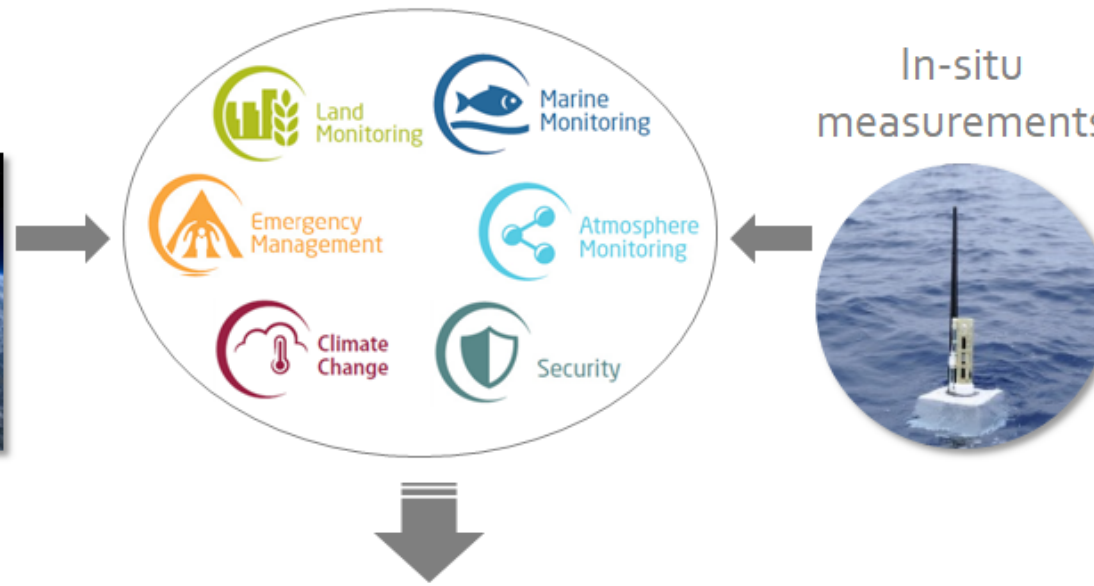 In-situ
measurements
Land
Monitoring
Marine
Monitoring
Emergency
Management
Atmosphere
Monitoring
Climate
Change
Security